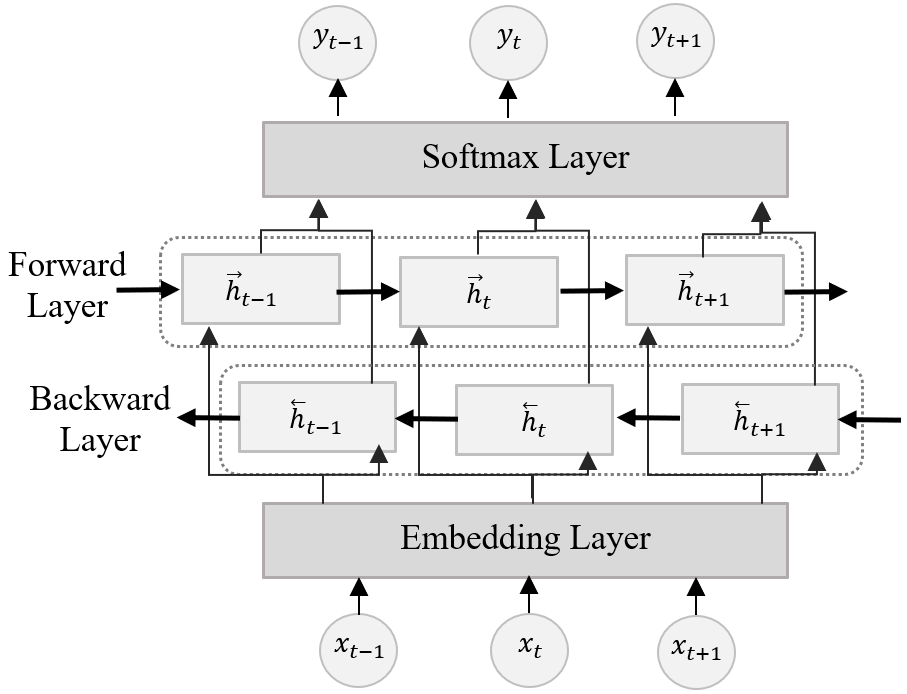 y_{t−1} y_t y_{t+1}
Softmax Layer
Forward
Layer
\vec{h}_{t−1} \vec{h}_t \vec{h}_{t+1}
Backward
Layer
\overleftarrow{h}_{t−1} \overleftarrow{h}_t \overleftarrow{h}_{t+1}
Embedding Layer
x_{t−1} x_t x_{t+1}